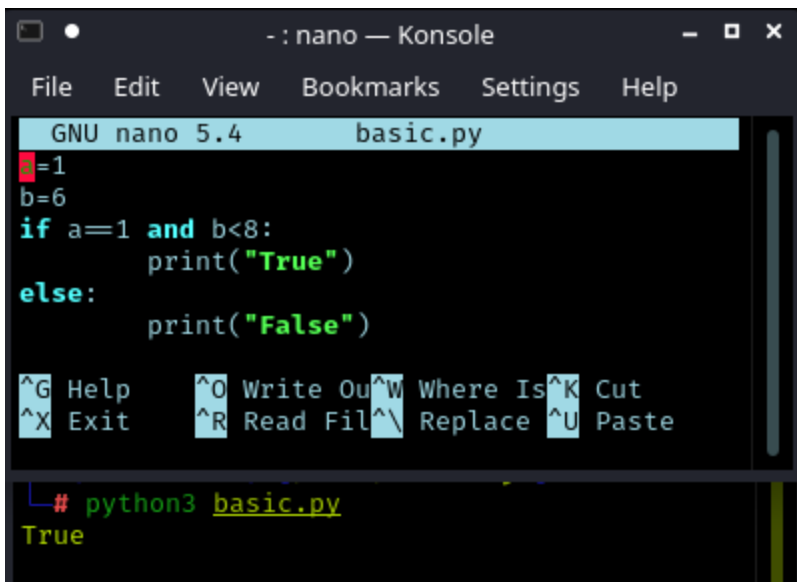 - : nano — Konsole
File Edit View Bookmarks Settings Help
GNU nano 5.4 basic.py
a=1
b=6
if a==1 and b<8:
        print("True")
else:
        print("False")
^G Help ^O Write Ou^W Where Is^K Cut
^X Exit ^R Read Fil^\ Replace ^U Paste
# python3 basic.py
True